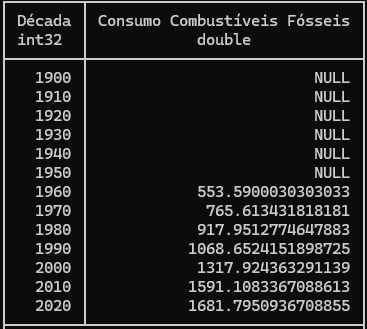 Década Consumo Combustíveis Fósseis
int32 double
1900 NULL
1910 NULL
1920 NULL
1930 NULL
1940 NULL
1950 NULL
1960 553.5900030303033
1970 765.613431818181
1980 917.9512774647883
1990 1068.6524151898725
2000 1317.924363291139
2010 1591.1083367088613
2020 1681.7950936708855